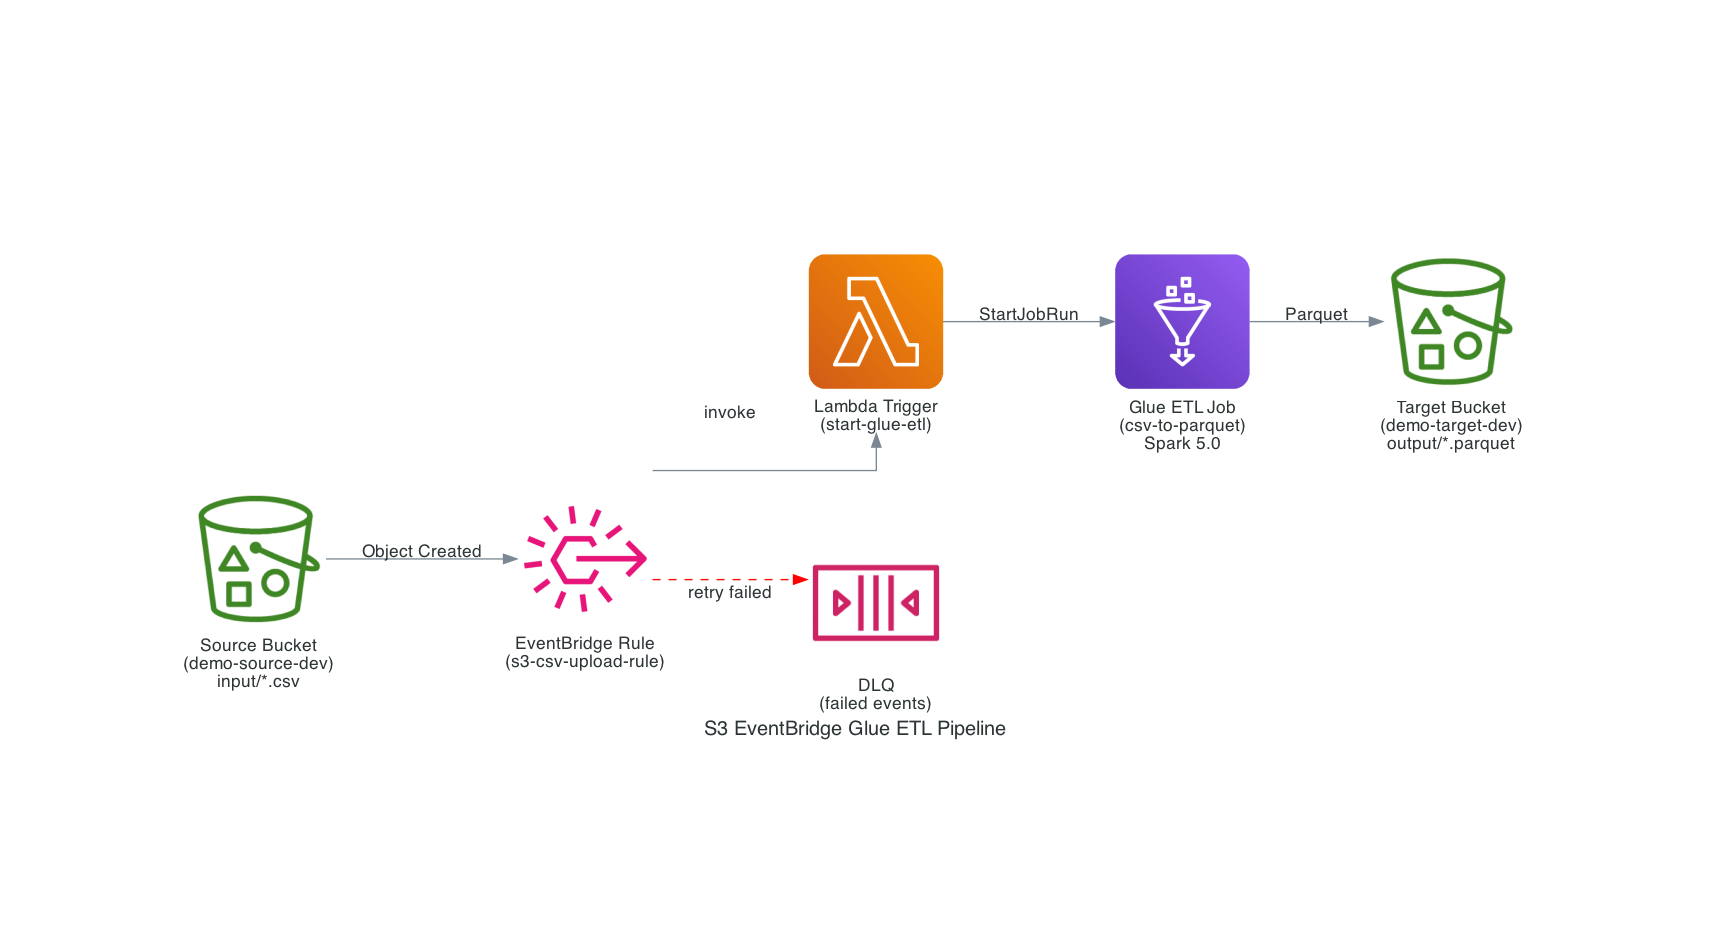 Source Bucket
(demo-source-dev)
input/*.csv
Object Created
EventBridge Rule
(s3-csv-upload-rule)
invoke
Lambda Trigger
(start-glue-etl)
StartJobRun
Glue ETL Job
(csv-to-parquet)
Spark 5.0
Parquet
Target Bucket
(demo-target-dev)
output/*.parquet
retry failed
DLQ
(failed events)
S3 EventBridge Glue ETL Pipeline